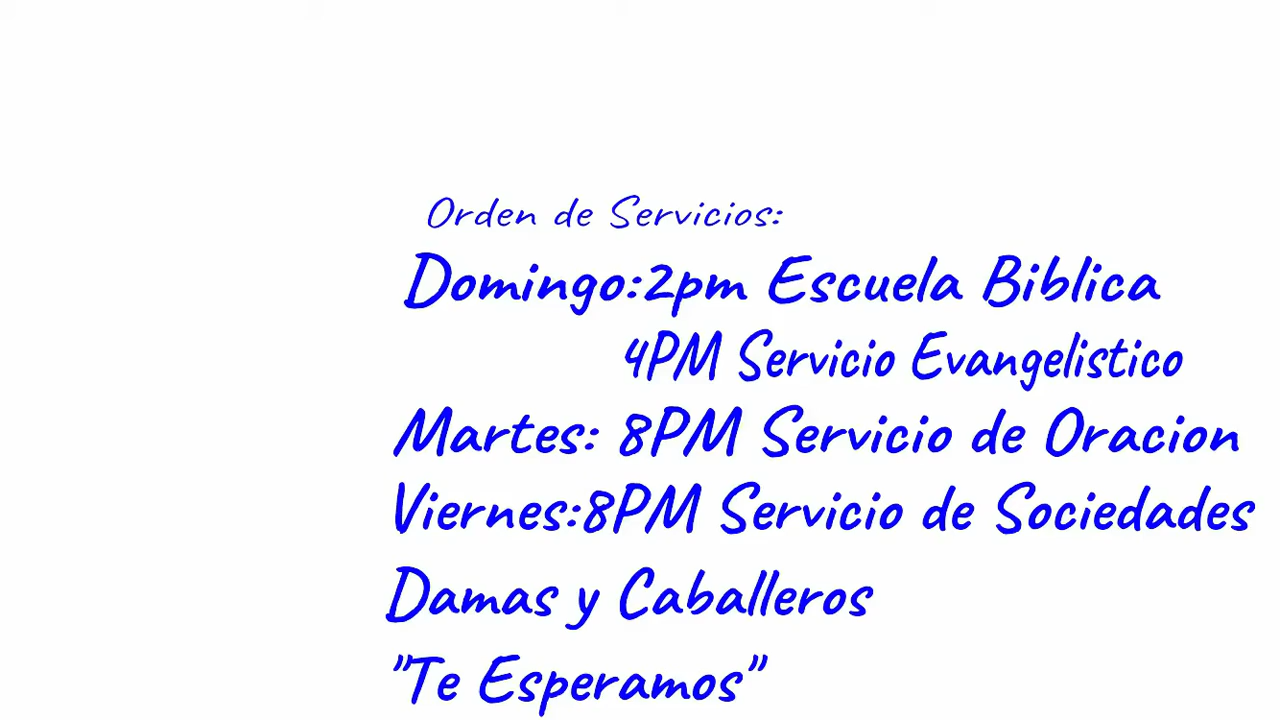 Orden de Servicios:
Domingo:2pm Escuela Biblica
4PM Servicio Evangelistico
Martes: 8PM Servicio de Oracion
Viernes:8PM Servicio de Sociedades
Damas y Caballeros
"Te Esperamos"